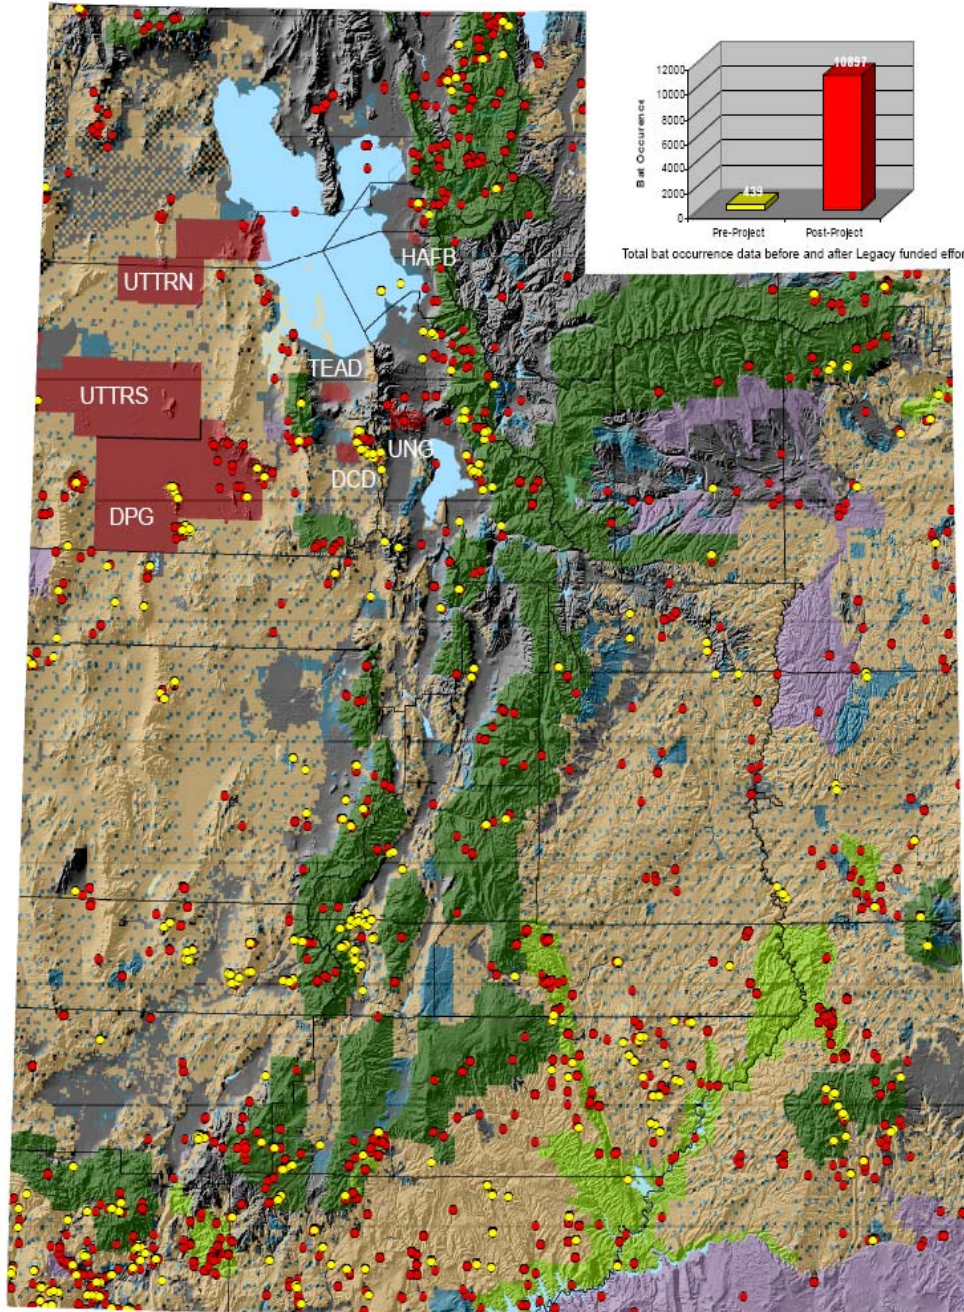 10897
12000
10000
8000
6000
4000
2000
0
Bat Occurence
439
Pre-Project
Post-Project
Total bat occurrence data before and after Legacy funded effor
HAFB
UTTRN
TEAD
UTTRS
UNG
DCD
DPG